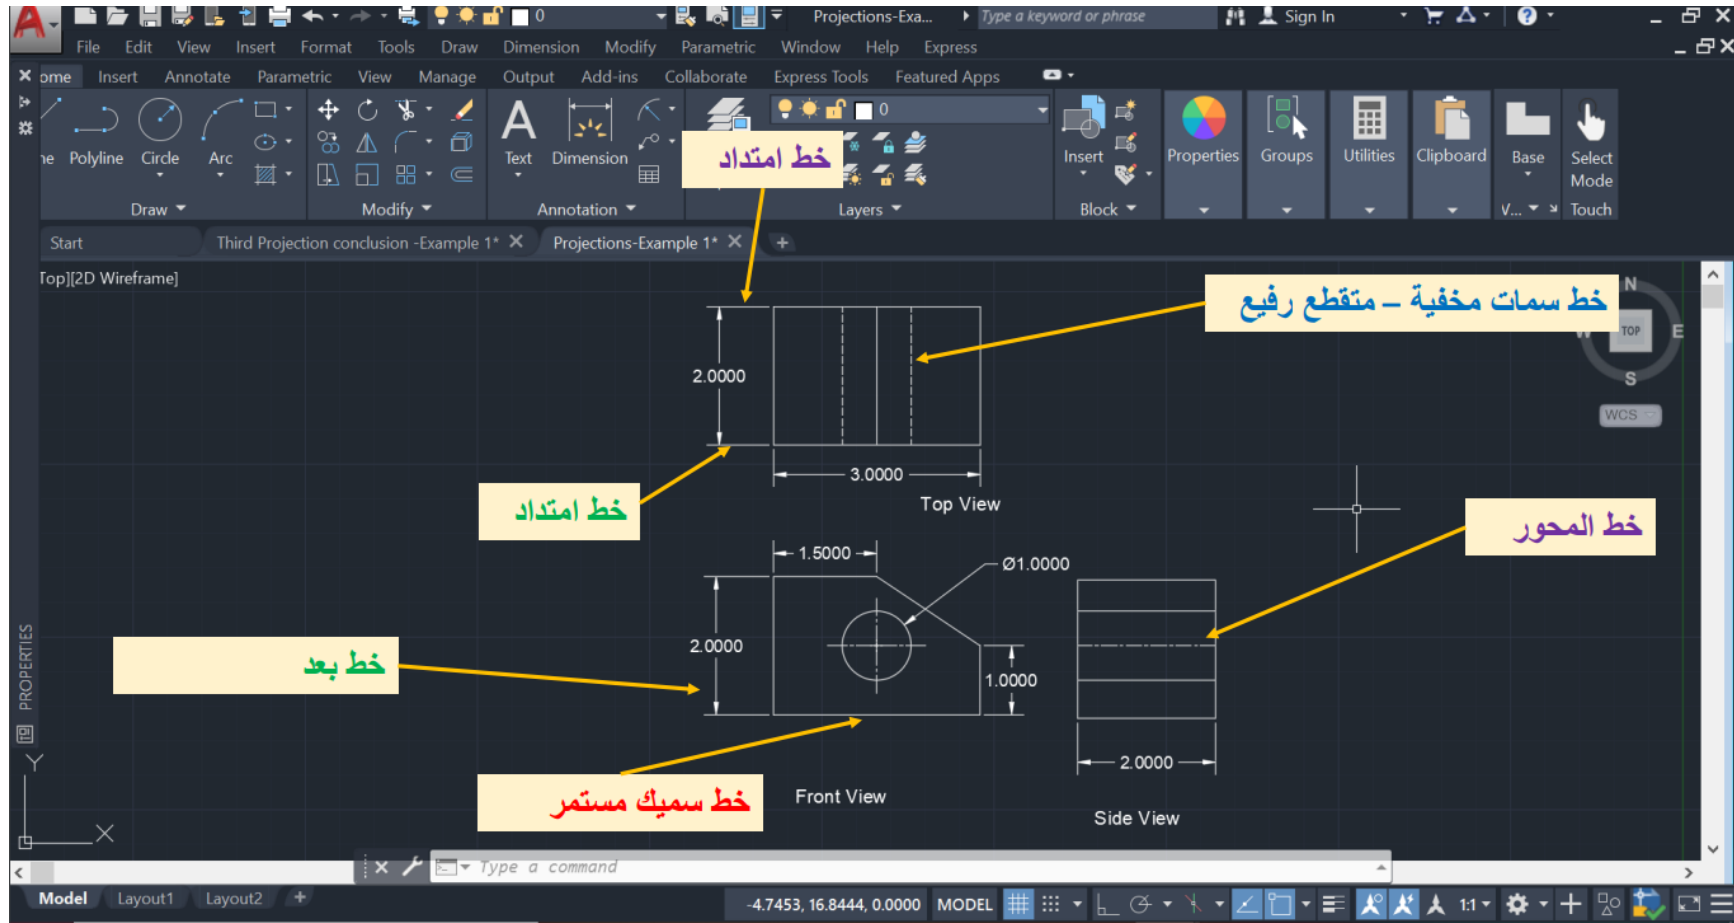 0
Projections-Exa...
Type a keyword or phrase
Sign In
File Edit View Insert Format Tools Draw Dimension Modify Parametric Window Help Express
ome Insert Annotate Parametric View Manage Output Add-ins Collaborate Express Tools Featured Apps
0
ne Polyline Circle Arc
Text Dimension
Insert
Properties Groups Utilities Clipboard Base Select Mode
Draw Modify Annotation Layers Block V... Touch
خط امتداد
Start Third Projection conclusion -Example 1* Projections-Example 1*
Top][2D Wireframe]
خط سمات مخفية – متقطع رفيع
N
W TOP E
S
WCS
2.0000
3.0000
Top View
خط امتداد
خط المحور
1.5000
Ø1.0000
2.0000
1.0000
خط بعد
2.0000
خط سميك مستمر
Front View
Side View
PROPERTIES
Y
X
Type a command
Model Layout1 Layout2
-4.7453, 16.8444, 0.0000 MODEL 1:1